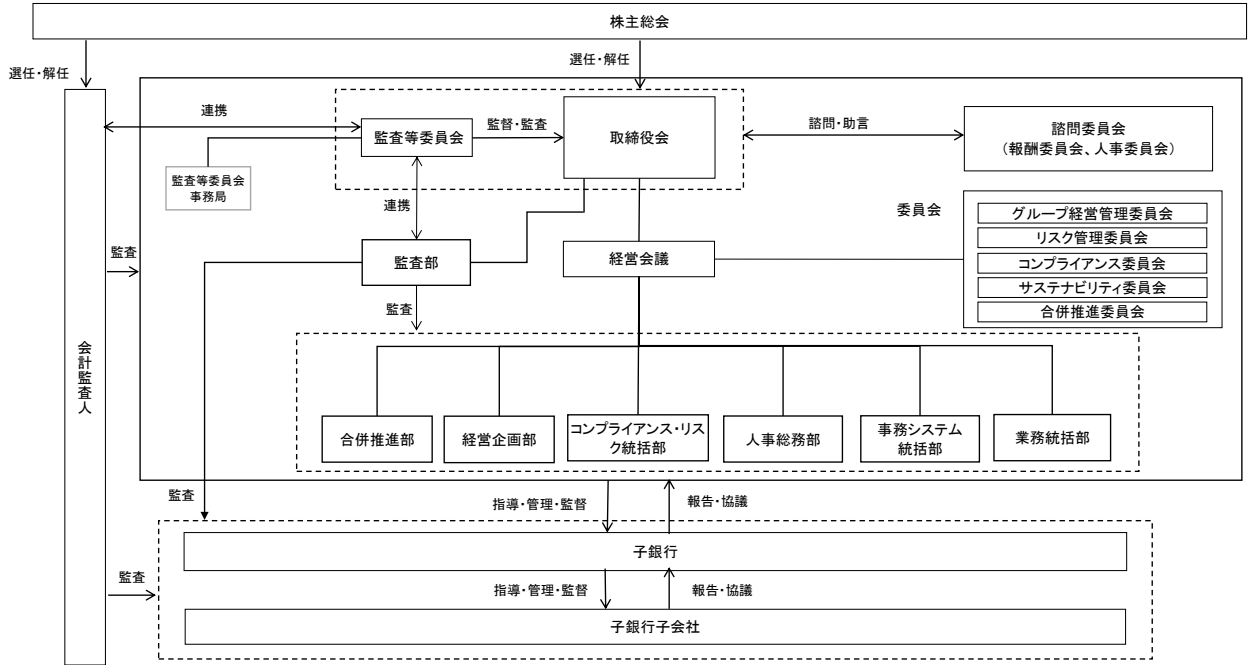 株主総会
選任・解任
選任・解任
連携
監査等委員会
監督・監査
取締役会
諮問・助言
諮問委員会
（報酬委員会、人事委員会）
監査等委員会
事務局
連携
委員会
グループ経営管理委員会
リスク管理委員会
コンプライアンス委員会
サステナビリティ委員会
合併推進委員会
監査
監査部
経営会議
監査
会計監査人
合併推進部
経営企画部
コンプライアンス・リス
ク統括部
人事総務部
事務システム
統括部
業務統括部
監査
指導・管理・監督
報告・協議
子銀行
監査
指導・管理・監督
報告・協議
子銀行子会社